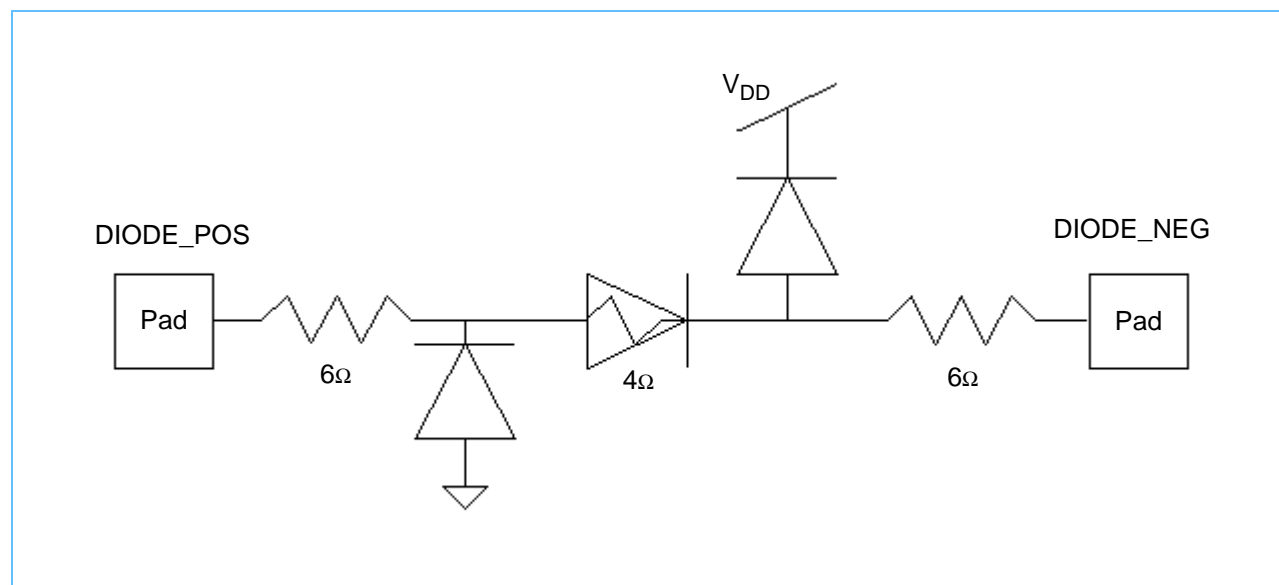 V_DD
DIODE_POS
DIODE_NEG
Pad
Pad
6Ω
4Ω
6Ω